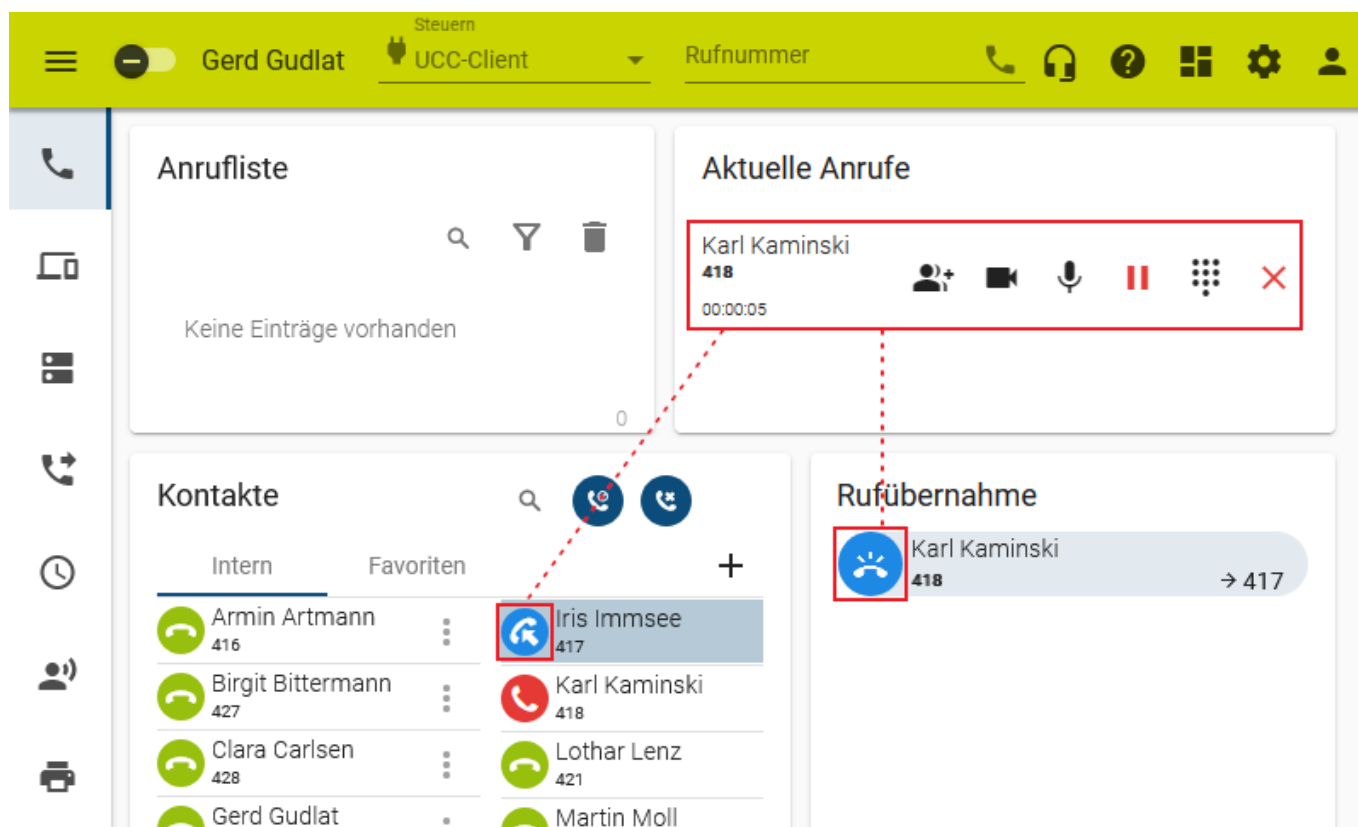 Steuern
Gerd Gudlat
UCC-Client
Rufnummer
Anrufliste
Keine Einträge vorhanden
0
Aktuelle Anrufe
Karl Kaminski
418
00:00:05
Kontakte
Intern
Favoriten
Armin Artmann
416
Birgit Bittermann
427
Clara Carlsen
428
Gerd Gudlat
Iris Immsee
417
Karl Kaminski
418
Lothar Lenz
421
Martin Moll
Rufübernahme
Karl Kaminski
418 → 417